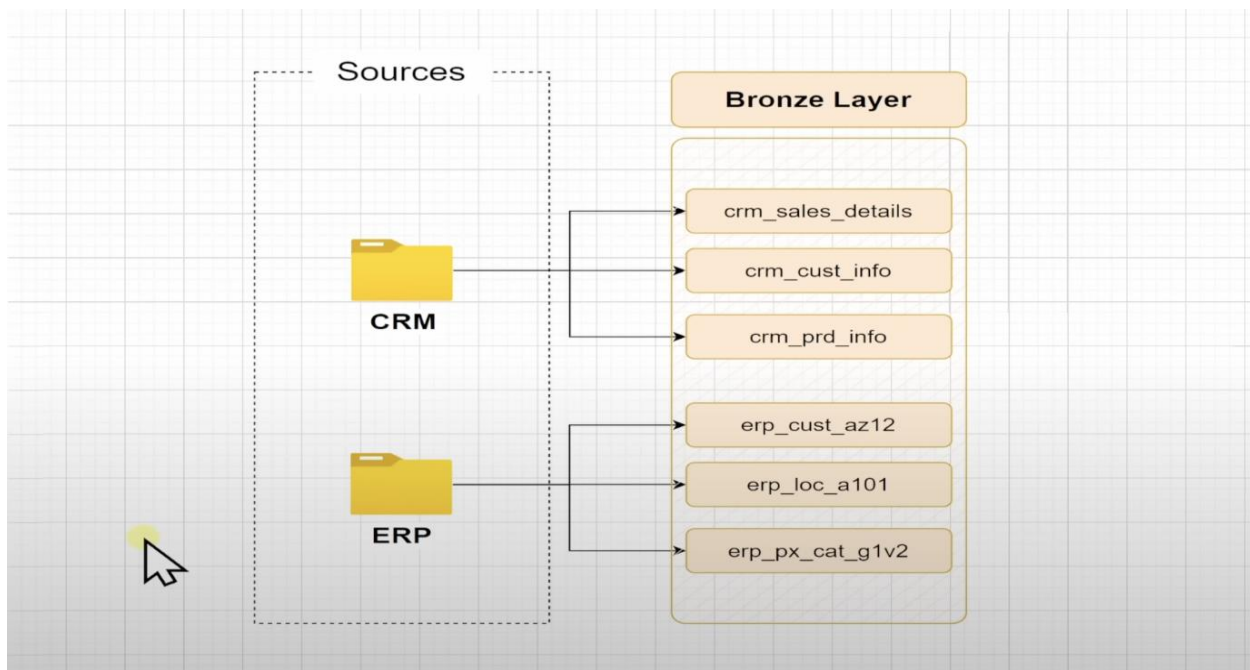 Sources
Bronze Layer
crm_sales_details
crm_cust_info
CRM
crm_prd_info
erp_cust_az12
erp_loc_a101
ERP
erp_px_cat_g1v2